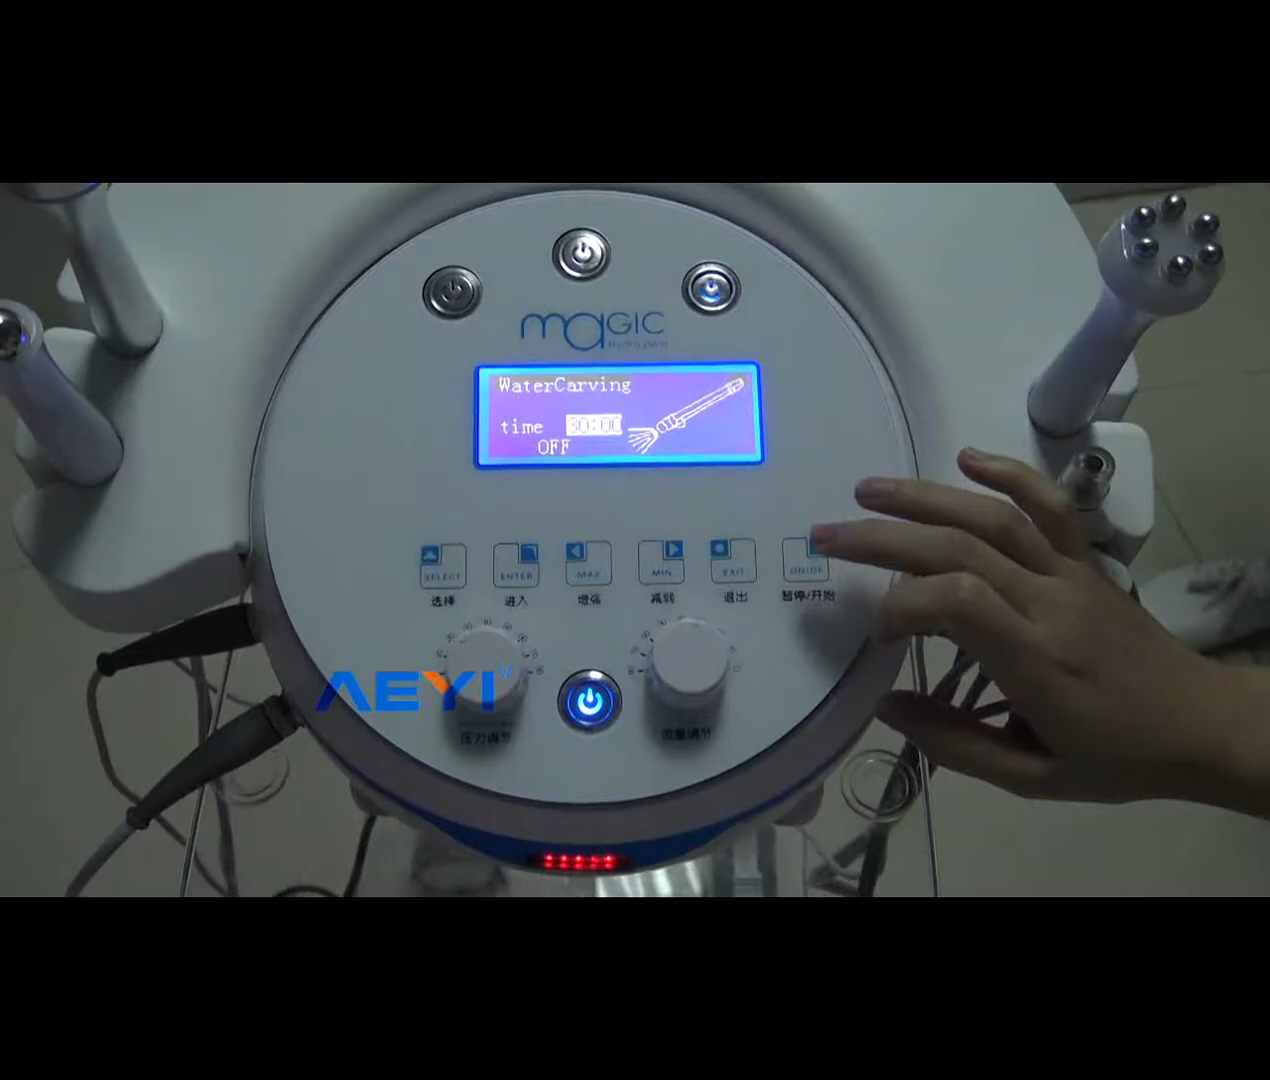 magic
WaterCarving
time 30:00
OFF
SELECT ENTER MAX MIN EXIT ON/OF
选择 进入 增强 减弱 退出 暂停/开始
AEYI
压力调节 流量调节